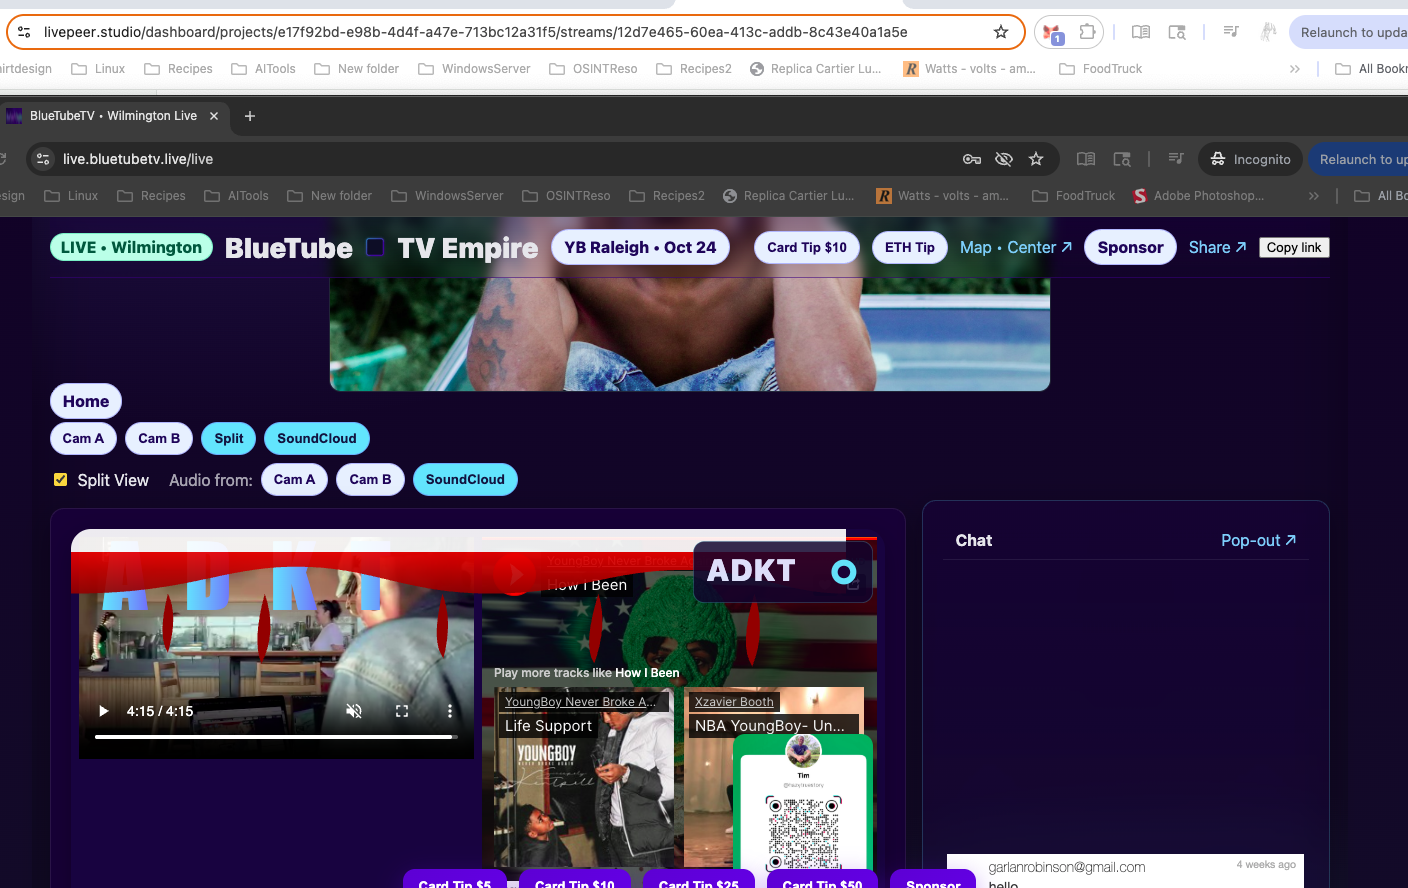 livepeer.studio/dashboard/projects/e17f92bd-e98b-4d4f-a47e-713bc12a31f5/streams/12d7e465-60ea-413c-addb-8c43e40a1a5e
1
Relaunch to upda
irtdesign Linux Recipes AITools New folder WindowsServer OSINTReso Recipes2 Replica Cartier Lu... Watts - volts - am... FoodTruck » All Bookr
BlueTubeTV • Wilmington Live
live.bluetubetv.live/live
Incognito
Relaunch to up
esign Linux Recipes AITools New folder WindowsServer OSINTReso Recipes2 Replica Cartier Lu... Watts - volts - am... FoodTruck Adobe Photoshop... » All Bo
LIVE • Wilmington BlueTube TV Empire YB Raleigh • Oct 24 Card Tip $10 ETH Tip Map • Center ↗ Sponsor Share ↗ Copy link
Home
Cam A Cam B Split SoundCloud
Split View Audio from: Cam A Cam B SoundCloud
Chat Pop-out ↗
ADKT
YoungBoy Never Broke A
How I Been
ADKT
Play more tracks like How I Been
YoungBoy Never Broke A...
Life Support
Xzavier Booth
NBA YoungBoy- Un...
4:15 / 4:15
YOUNGBOY
NEVER BROKE AGAIN
Tim
garlanrobinson@gmail.com 4 weeks ago
hello
Card Tip $5 Card Tip $10 Card Tip $25 Card Tip $50 Sponsor